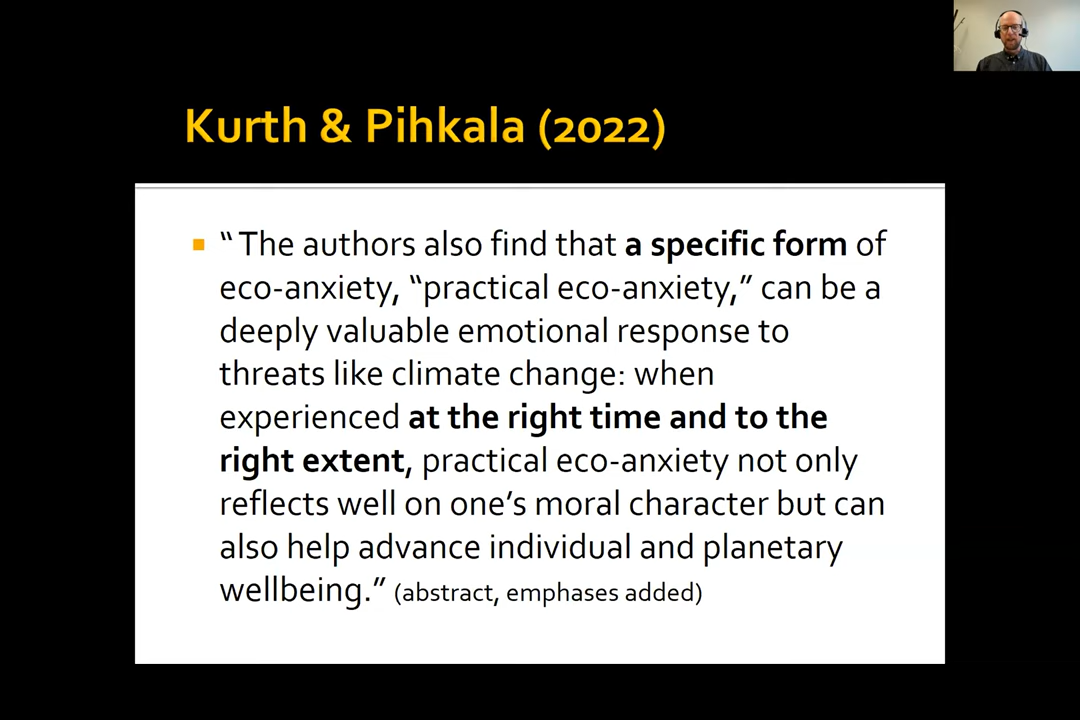 Kurth & Pihkala (2022)
“ The authors also find that a specific form of
eco-anxiety, “practical eco-anxiety,” can be a
deeply valuable emotional response to
threats like climate change: when
experienced at the right time and to the
right extent, practical eco-anxiety not only
reflects well on one’s moral character but can
also help advance individual and planetary
wellbeing.” (abstract, emphases added)